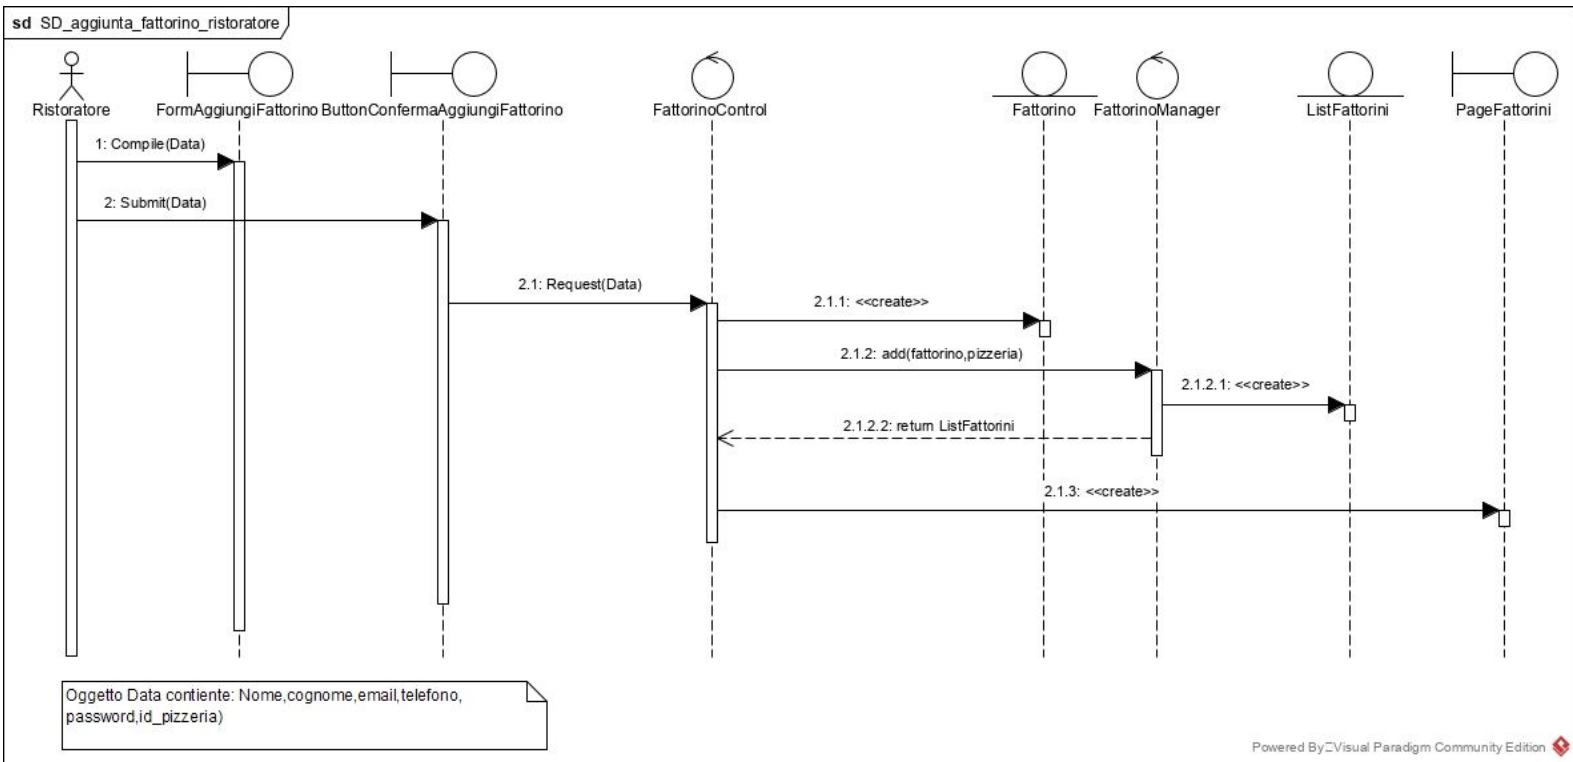 sd SD_aggiunta_fattorino_ristoratore
Ristoratore
FormAggiungiFattorino
ButtonConfermaAggiungiFattorino
FattorinoControl
Fattorino
FattorinoManager
ListFattorini
PageFattorini
1: Compile(Data)
2: Submit(Data)
2.1: Request(Data)
2.1.1: <<create>>
2.1.2: add(fattorino,pizzeria)
2.1.2.1: <<create>>
2.1.2.2: return ListFattorini
2.1.3: <<create>>
Oggetto Data contiente: Nome,cognome,email,telefono,
password,id_pizzeria)
Powered By Visual Paradigm Community Edition